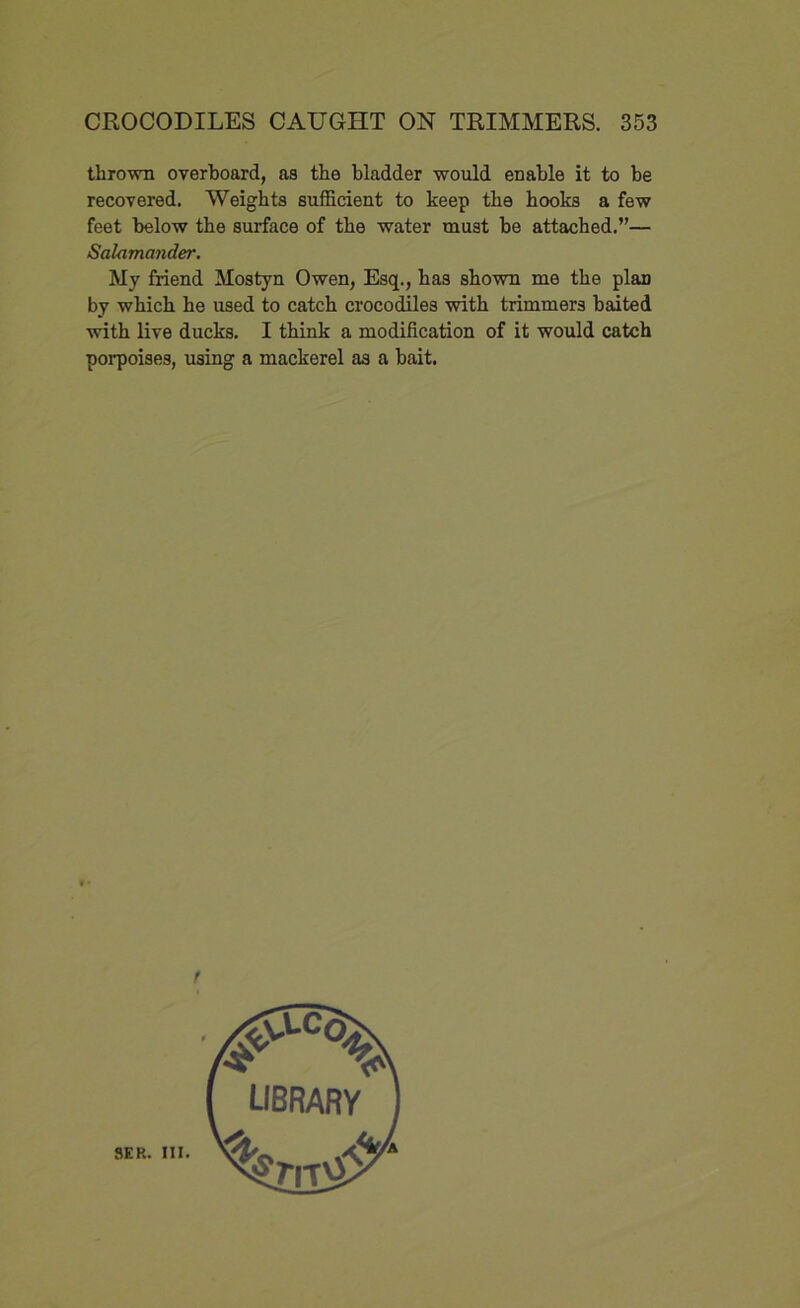 CROCODILES CAUGHT ON TRIMMERS. 353
thrown overboard, as the bladder would enable it to be
recovered. Weights sufficient to keep the hooks a few
feet below the surface of the water must be attached.”—
Salamander.
My friend Mostyn Owen, Esq., has shown me the plan
by which he used to catch crocodiles with trimmers baited
with live ducks. I think a modification of it would catch
porpoises, using a mackerel as a bait.
WELLCOME
LIBRARY
INSTITUTE
SER. III.